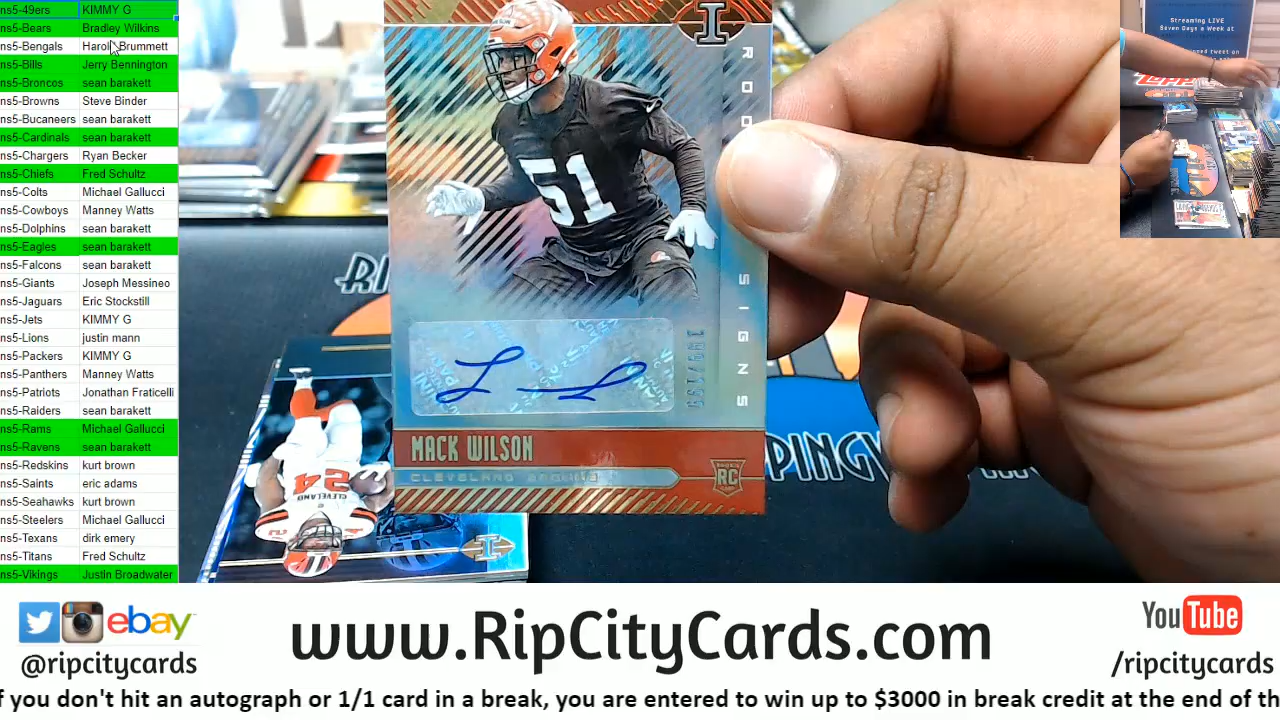 ns5-49ers KIMMY G
ns5-Bears Bradley Wilkins
ns5-Bengals Brummett
ns5-Bills Jerry Bennington
ns5-Broncos sean barakett
ns5-Browns Steve Binder
ns5-Bucaneers sean barakett
ns5-Cardinals sean barakett
ns5-Chargers Ryan Becker
ns5-Chiefs Fred Schultz
ns5-Colts Michael Gallucci
ns5-Cowboys Manney Watts
ns5-Dolphins sean barakett
ns5-Eagles sean barakett
ns5-Falcons sean barakett
ns5-Giants Joseph Messineo
ns5-Jaguars Eric Stockstill
ns5-Jets KIMMY G
ns5-Lions justin mann
ns5-Packers KIMMY G
ns5-Panthers Manney Watts
ns5-Patriots Jonathan Fraticelli
ns5-Raiders sean barakett
ns5-Rams Michael Gallucci
ns5-Ravens sean barakett
ns5-Redskins kurt brown
ns5-Saints eric adams
ns5-Seahawks kurt brown
ns5-Steelers Michael Gallucci
ns5-Texans dirk emery
ns5-Titans Fred Schultz
ns5-Vikings Justin Broadwater
I
SIGNS
51
MACK WILSON
CLEVELAND BROWNS
RC
24
CLEVELAND
Streaming LIVE
Seven Days a Week on
ebay
@ripcitycards
www.RipCityCards.com
YouTube
/ripcitycards
f you don't hit an autograph or 1/1 card in a break, you are entered to win up to $3000 in break credit at the end of th